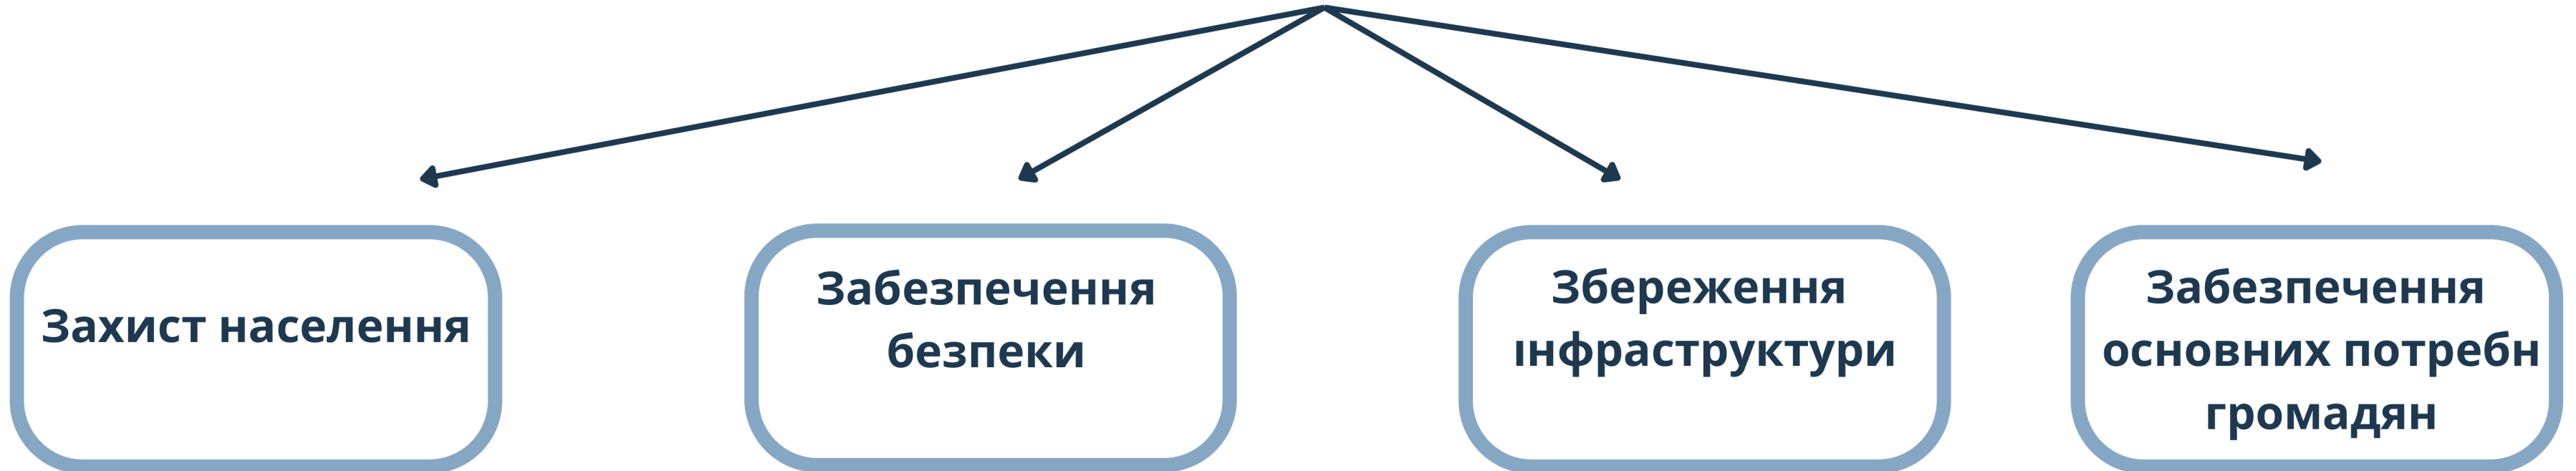 Захист населення
Забезпечення
безпеки
Збереження
інфраструктури
Забезпечення
основних потребн
громадян